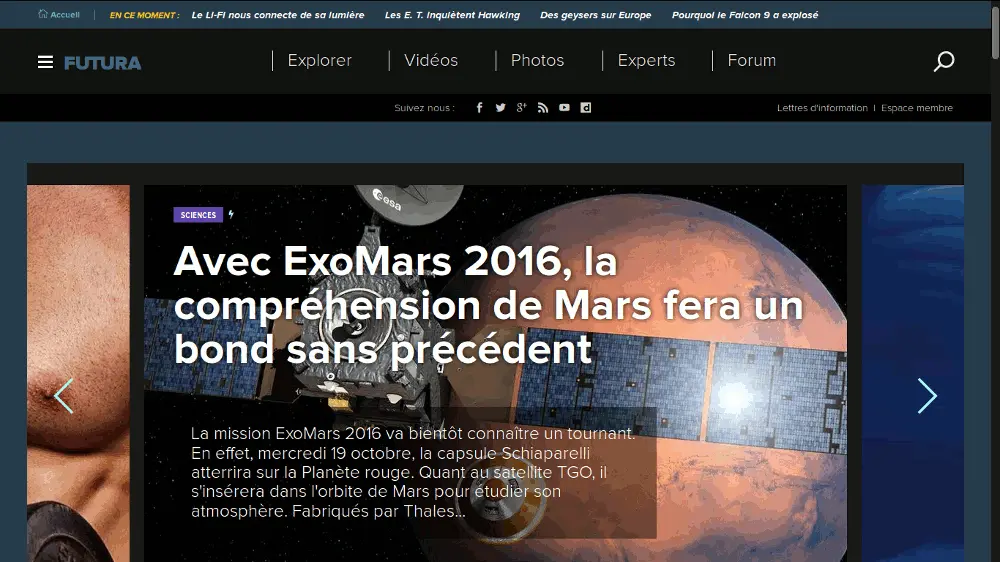 Accueil | EN CE MOMENT : Le Li-Fi nous connecte de sa lumière Les E. T. inquiètent Hawking Des geysers sur Europe Pourquoi le Falcon 9 a explosé
FUTURA Explorer Vidéos Photos Experts Forum
Suivez nous : Lettres d'information | Espace membre
esa
SCIENCES
Avec ExoMars 2016, la
compréhension de Mars fera un
bond sans précédent
La mission ExoMars 2016 va bientôt connaître un tournant.
En effet, mercredi 19 octobre, la capsule Schiaparelli
atterrira sur la Planète rouge. Quant au satellite TGO, il
s'insérera dans l'orbite de Mars pour étudier son
atmosphère. Fabriqués par Thales...